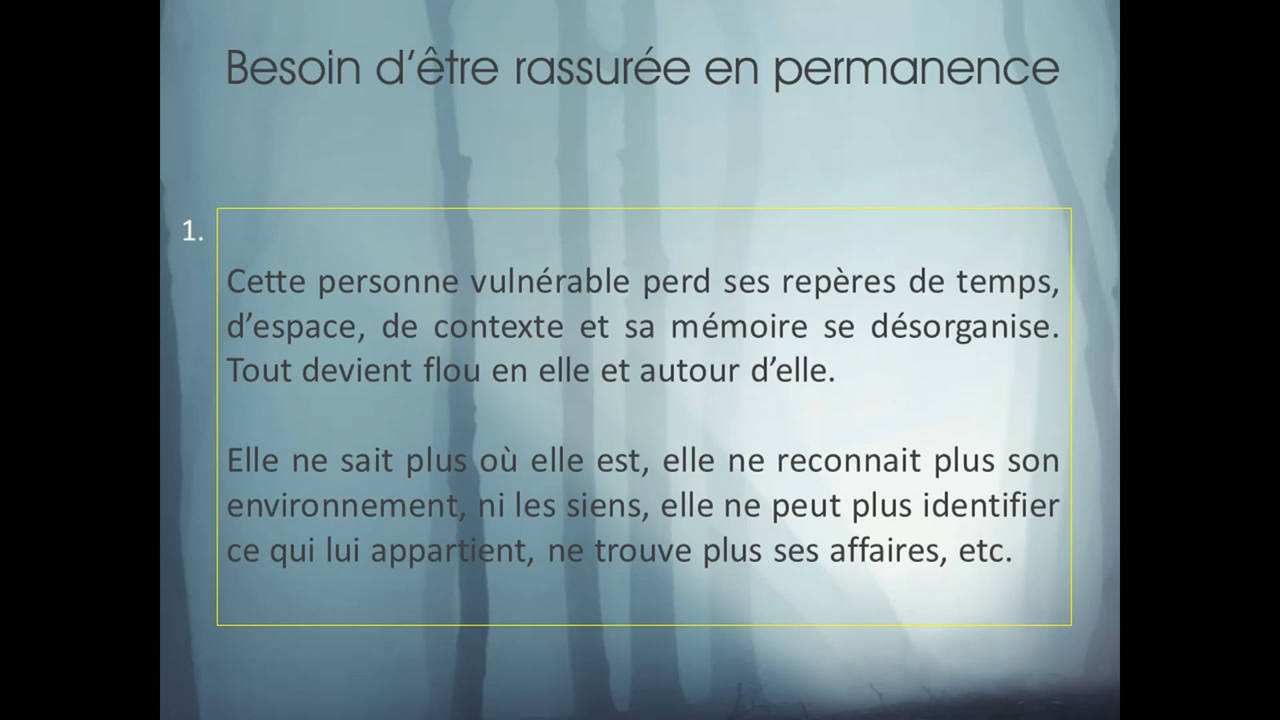 Besoin d’être rassurée en permanence
1.
Cette personne vulnérable perd ses repères de temps,
d’espace, de contexte et sa mémoire se désorganise.
Tout devient flou en elle et autour d’elle.
Elle ne sait plus où elle est, elle ne reconnait plus son
environnement, ni les siens, elle ne peut plus identifier
ce qui lui appartient, ne trouve plus ses affaires, etc.